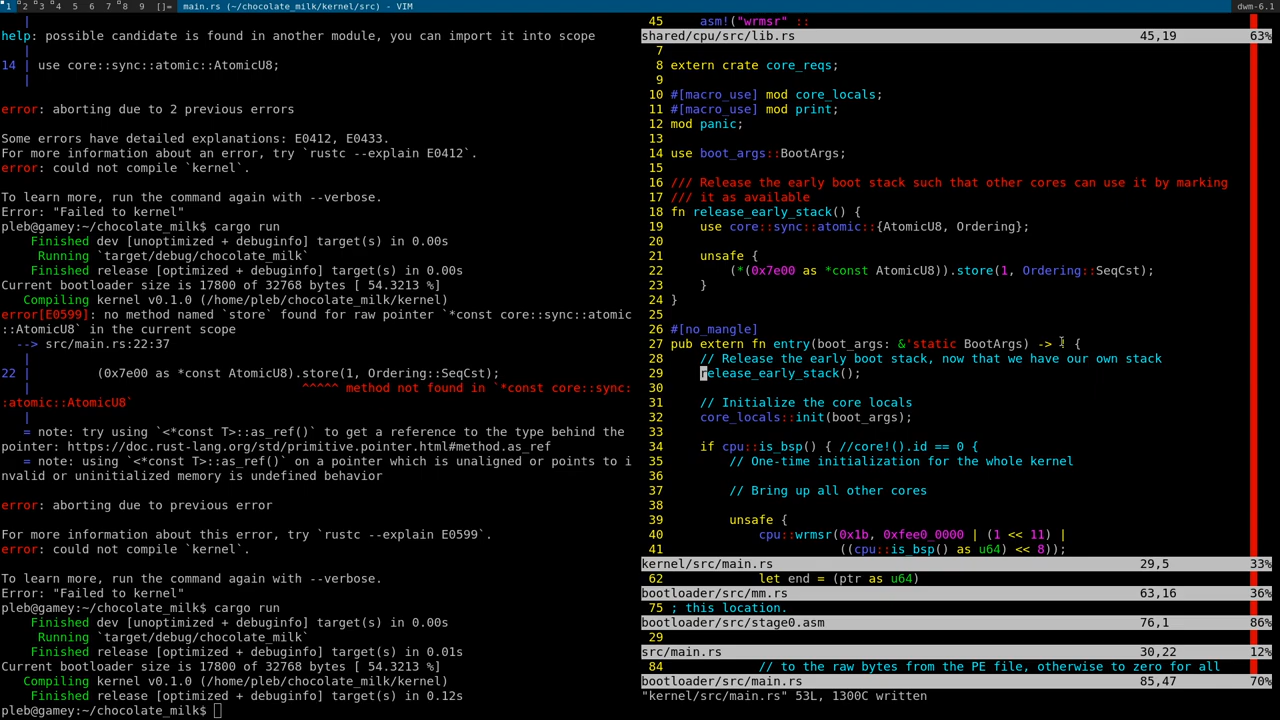 1 2 3 4 5 6 7 8 9 []= main.rs (~/chocolate_milk/kernel/src) - VIM dwm-6.1
|
help: possible candidate is found in another module, you can import it into scope
|
14 | use core::sync::atomic::AtomicU8;
|
error: aborting due to 2 previous errors
Some errors have detailed explanations: E0412, E0433.
For more information about an error, try `rustc --explain E0412`.
error: could not compile `kernel`.
To learn more, run the command again with --verbose.
Error: "Failed to kernel"
pleb@gamey:~/chocolate_milk$ cargo run
Finished dev [unoptimized + debuginfo] target(s) in 0.00s
Running `target/debug/chocolate_milk`
Finished release [optimized + debuginfo] target(s) in 0.00s
Current bootloader size is 17800 of 32768 bytes [ 54.3213 %]
Compiling kernel v0.1.0 (/home/pleb/chocolate_milk/kernel)
error[E0599]: no method named `store` found for raw pointer `*const core::sync::atomic
::AtomicU8` in the current scope
--> src/main.rs:22:37
|
22 | (0x7e00 as *const AtomicU8).store(1, Ordering::SeqCst);
| ^^^^^ method not found in `*const core::sync:
:atomic::AtomicU8`
|
= note: try using `<*const T>::as_ref()` to get a reference to the type behind the
pointer: https://doc.rust-lang.org/std/primitive.pointer.html#method.as_ref
= note: using `<*const T>::as_ref()` on a pointer which is unaligned or points to i
nvalid or uninitialized memory is undefined behavior
error: aborting due to previous error
For more information about this error, try `rustc --explain E0599`.
error: could not compile `kernel`.
To learn more, run the command again with --verbose.
Error: "Failed to kernel"
pleb@gamey:~/chocolate_milk$ cargo run
Finished dev [unoptimized + debuginfo] target(s) in 0.00s
Running `target/debug/chocolate_milk`
Finished release [optimized + debuginfo] target(s) in 0.01s
Current bootloader size is 17800 of 32768 bytes [ 54.3213 %]
Compiling kernel v0.1.0 (/home/pleb/chocolate_milk/kernel)
Finished release [optimized + debuginfo] target(s) in 0.12s
pleb@gamey:~/chocolate_milk$
45 asm!("wrmsr" ::
shared/cpu/src/lib.rs 45,19 63%
7
8 extern crate core_reqs;
9
10 #[macro_use] mod core_locals;
11 #[macro_use] mod print;
12 mod panic;
13
14 use boot_args::BootArgs;
15
16 /// Release the early boot stack such that other cores can use it by marking
17 /// it as available
18 fn release_early_stack() {
19 use core::sync::atomic::{AtomicU8, Ordering};
20
21 unsafe {
22 (*(0x7e00 as *const AtomicU8)).store(1, Ordering::SeqCst);
23 }
24 }
25
26 #[no_mangle]
27 pub extern fn entry(boot_args: &'static BootArgs) -> ! {
28 // Release the early boot stack, now that we have our own stack
29 release_early_stack();
30
31 // Initialize the core locals
32 core_locals::init(boot_args);
33
34 if cpu::is_bsp() { //core!().id == 0 {
35 // One-time initialization for the whole kernel
36
37 // Bring up all other cores
38
39 unsafe {
40 cpu::wrmsr(0x1b, 0xfee0_0000 | (1 << 11) |
41 ((cpu::is_bsp() as u64) << 8));
kernel/src/main.rs 29,5 33%
62 let end = (ptr as u64)
bootloader/src/mm.rs 63,16 36%
75 ; this location.
bootloader/src/stage0.asm 76,1 86%
29
src/main.rs 30,22 12%
84 // to the raw bytes from the PE file, otherwise to zero for all
bootloader/src/main.rs 85,47 70%
"kernel/src/main.rs" 53L, 1300C written